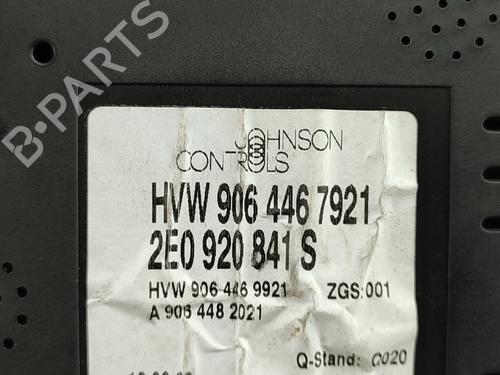 JOHNSON
CONTROLS
HVW 906 446 7921
2E0 920 841 S
HVW 906 446 9921 ZGS:001
A 906 448 2021
Q-Stand: C020
B-PARTS